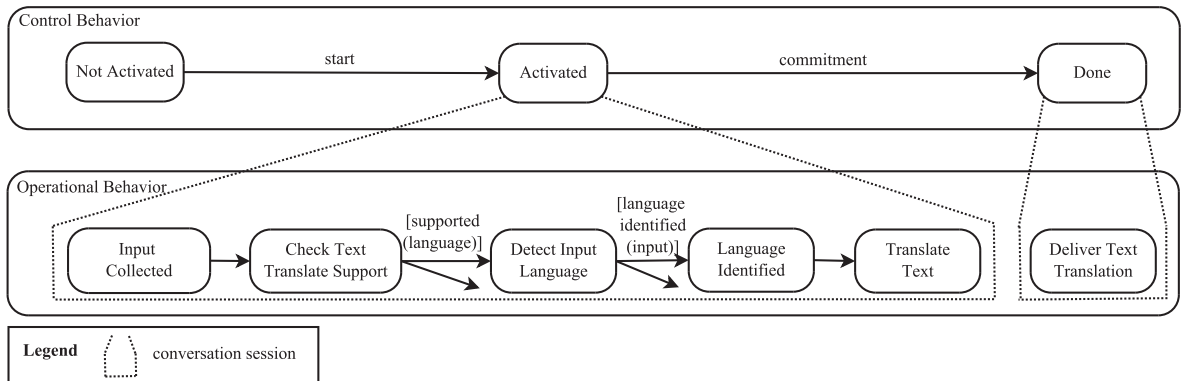 Control Behavior
start
commitment
Not Activated
Activated
Done
Operational Behavior
[language
identified
(input)]
[supported
(language)]
Input
Collected
Check Text
Translate Support
Detect Input
Language
Language
Identified
Translate
Text
Deliver Text
Translation
Legend
conversation session